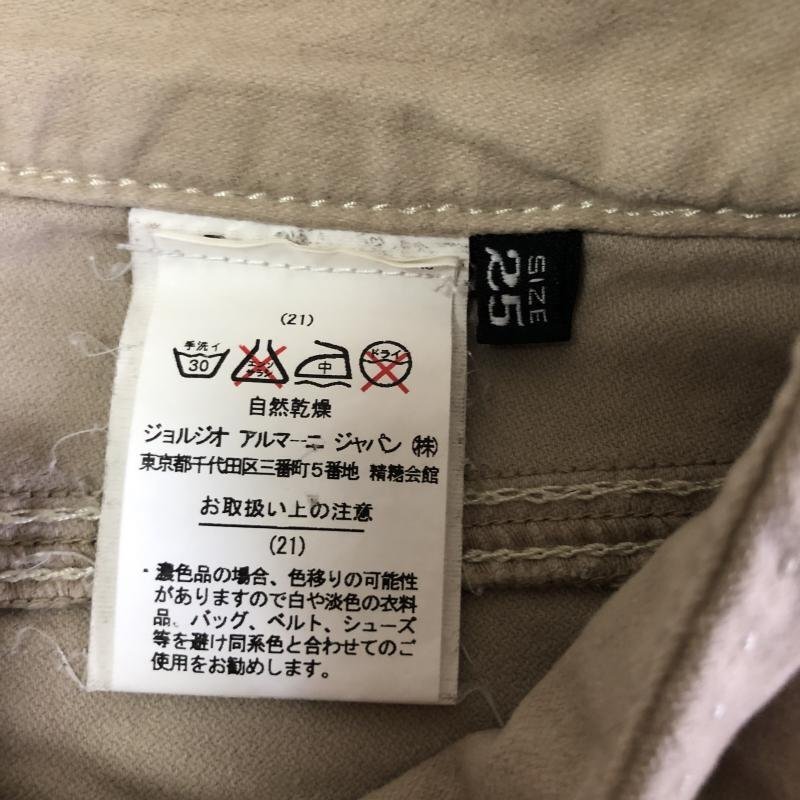 (21)
手洗イ
30
エンソ
サラシ
中
ドライ
自然乾燥
ジョルジオ アルマーニ ジャパン ㈱
東京都千代田区三番町5番地 精糖会館
お取扱い上の注意
(21)
・濃色品の場合、色移りの可能性
がありますので白や淡色の衣料
品、バッグ、ベルト、シューズ
等を避け同系色と合わせてのご
使用をお勧めします。
SIZE
25